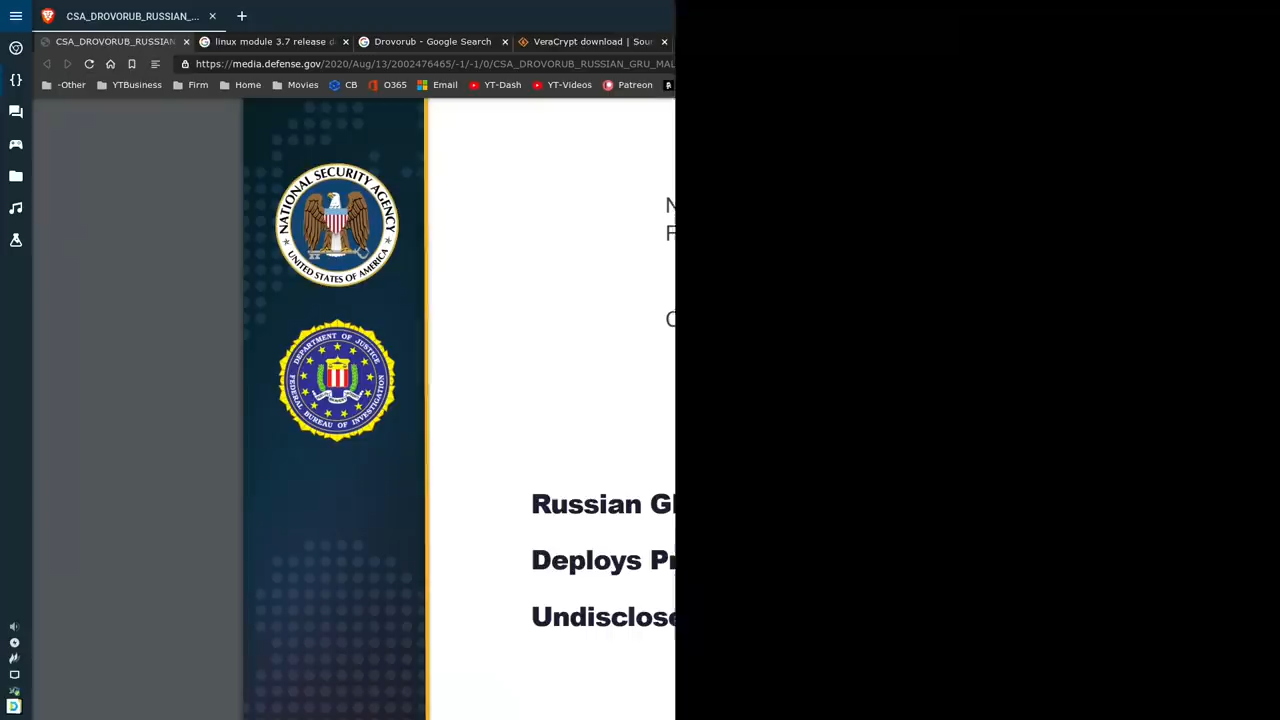 CSA_DROVORUB_RUSSIAN_...
CSA_DROVORUB_RUSSIAN
linux module 3.7 release d
Drovorub - Google Search
VeraCrypt download | Sour
https://media.defense.gov/2020/Aug/13/2002476465/-1/-1/0/CSA_DROVORUB_RUSSIAN_GRU_MAL
-Other
YTBusiness
Firm
Home
Movies
CB
O365
Email
YT-Dash
YT-Videos
Patreon
NATIONAL SECURITY AGENCY
UNITED STATES OF AMERICA
DEPARTMENT OF JUSTICE
FEDERAL BUREAU OF INVESTIGATION
Russian G
Deploys Pr
Undisclose